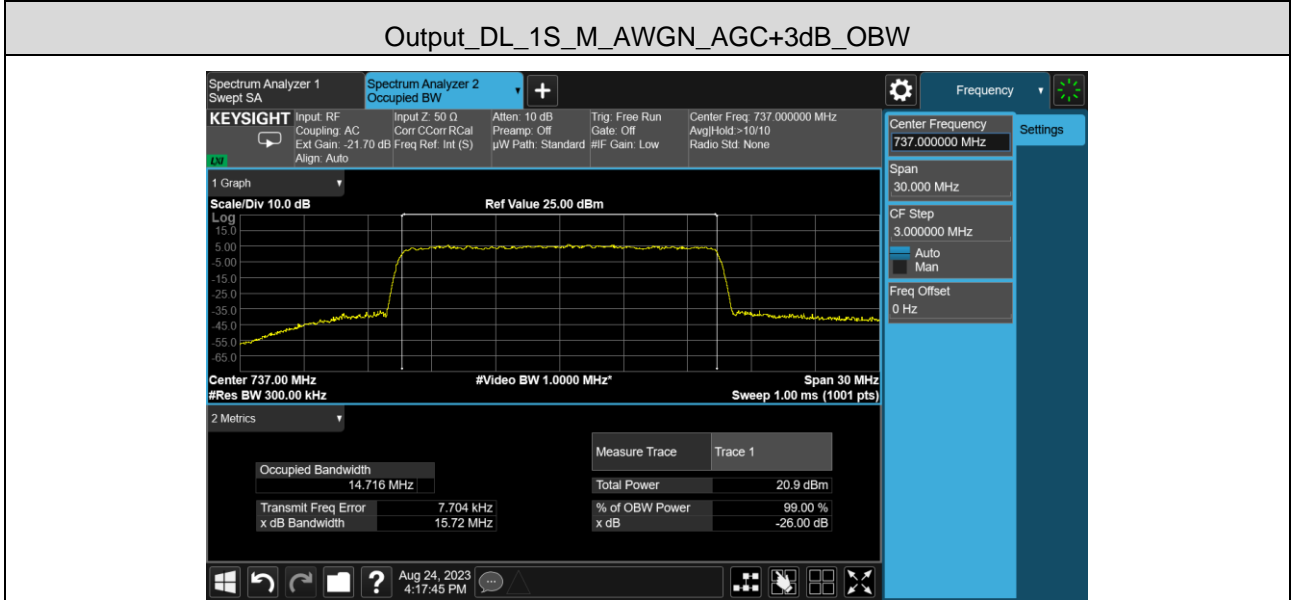 Output_DL_1S_M_AWGN_AGC+3dB_OBW
Spectrum Analyzer 1
Swept SA
Spectrum Analyzer 2
Occupied BW
+
Frequency
KEYSIGHT
LXI
Input: RF
Coupling: AC
Ext Gain: -21.70 dB
Align: Auto
Input Z: 50 Ω
Corr CCorr RCal
Freq Ref: Int (S)
Atten: 10 dB
Preamp: Off
µW Path: Standard
Trig: Free Run
Gate: Off
#IF Gain: Low
Center Freq: 737.000000 MHz
Avg|Hold:>10/10
Radio Std: None
Center Frequency
737.000000 MHz
Settings
Span
30.000 MHz
CF Step
3.000000 MHz
Auto
Man
Freq Offset
0 Hz
1 Graph
Scale/Div 10.0 dB
Ref Value 25.00 dBm
Log
15.0
5.00
-5.00
-15.0
-25.0
-35.0
-45.0
-55.0
-65.0
Center 737.00 MHz
#Video BW 1.0000 MHz*
Span 30 MHz
#Res BW 300.00 kHz
Sweep 1.00 ms (1001 pts)
2 Metrics
Measure Trace
Trace 1
Occupied Bandwidth
14.716 MHz
Total Power
20.9 dBm
Transmit Freq Error
7.704 kHz
% of OBW Power
99.00 %
x dB Bandwidth
15.72 MHz
x dB
-26.00 dB
?
Aug 24, 2023
4:17:45 PM